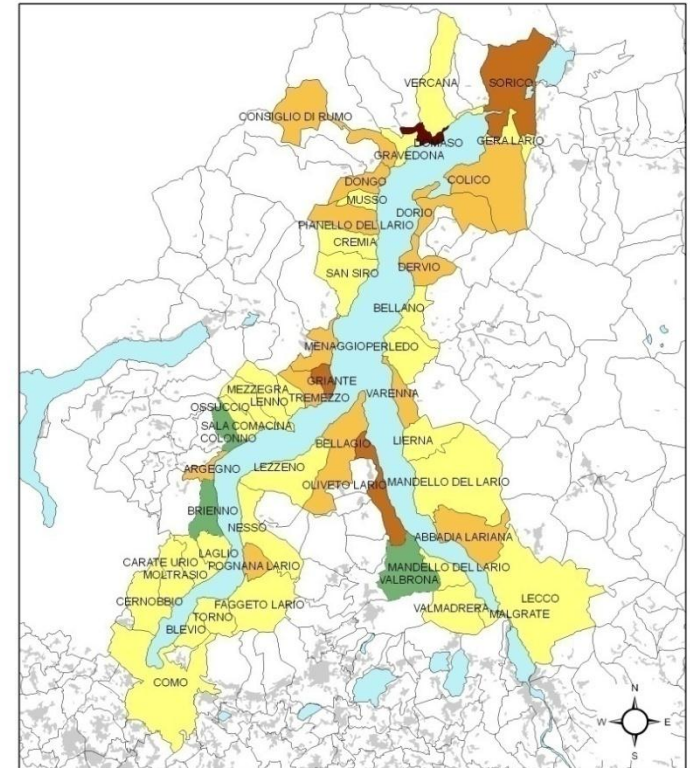 VERCANA
SORICO
CONSIGLIO DI RUMO
DOMASO
GERA LARIO
GRAVEDONA
DONGO
COLICO
MUSSO
DORIO
PIANELLO DEL LARIO
CREMIA
DERVIO
SAN SIRO
BELLANO
MENAGGIO
PERLEDO
GRIANTE
MEZZEGRA
VARENNA
LENNO
TREMEZZO
OSSUCCIO
SALA COMACINA
COLONNO
BELLAGIO
LIERNA
ARGEGNO
LEZZENO
OLIVETO LARIO
MANDELLO DEL LARIO
BRIENNO
NESSO
ABBADIA LARIANA
LAGLIO
CARATE URIO
POGNANA LARIO
MANDELLO DEL LARIO
MOLTRASIO
VALBRONA
CERNOBBIO
FAGGETO LARIO
LECCO
VALMADRERA
MALGRATE
TORNO
BLEVIO
COMO
N
W
E
S